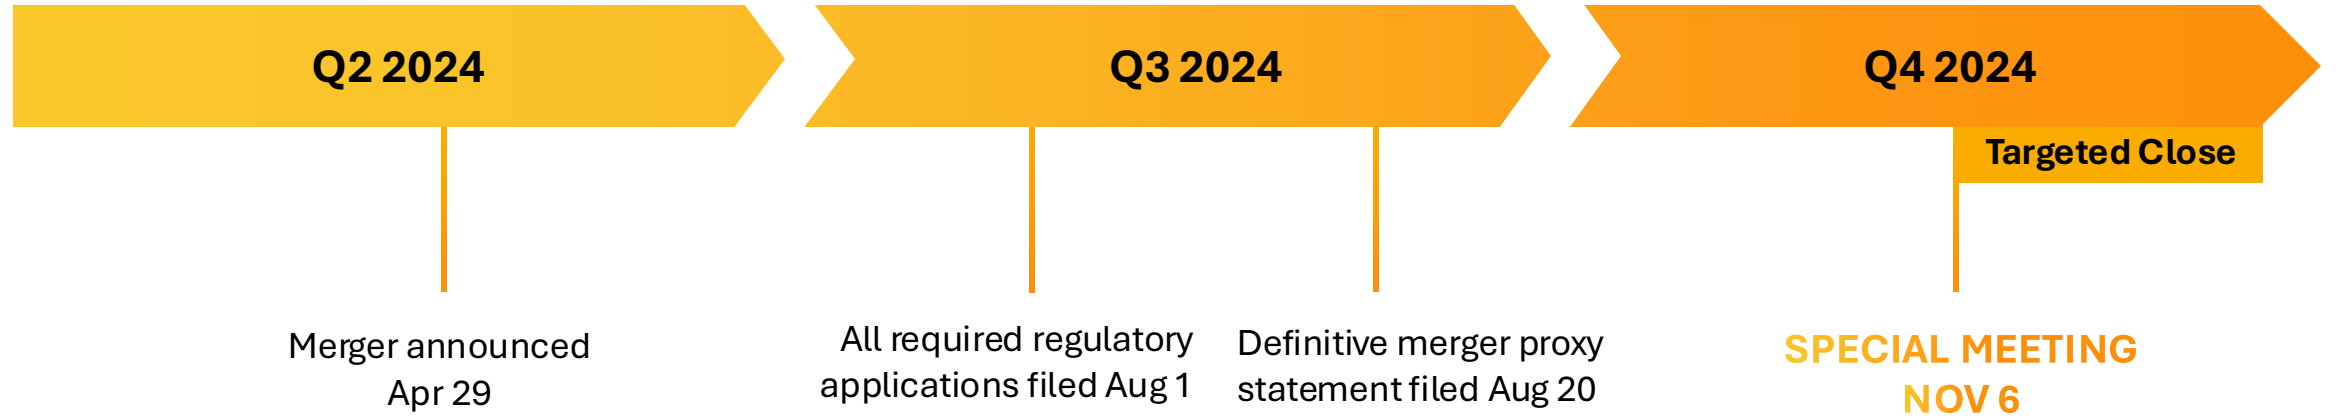 Q2 2024
Q3 2024
Q4 2024
Targeted Close
Merger announced
Apr 29
All required regulatory
applications filed Aug 1
Definitive merger proxy
statement filed Aug 20
SPECIAL MEETING
NOV 6